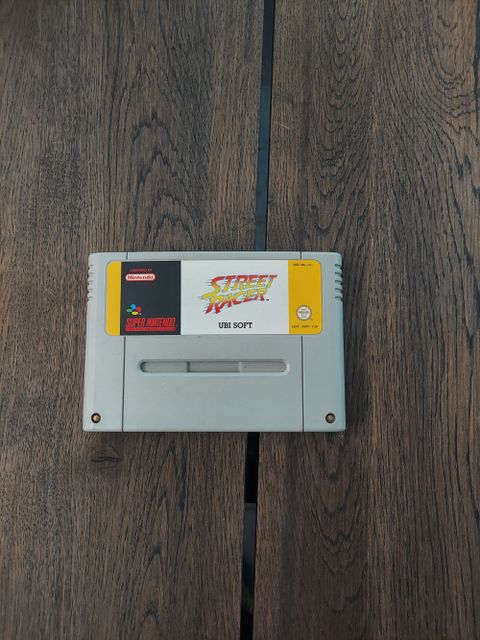 LICENSED BY
Nintendo
STREET
RACER
UBI SOFT
SUPER NINTENDO